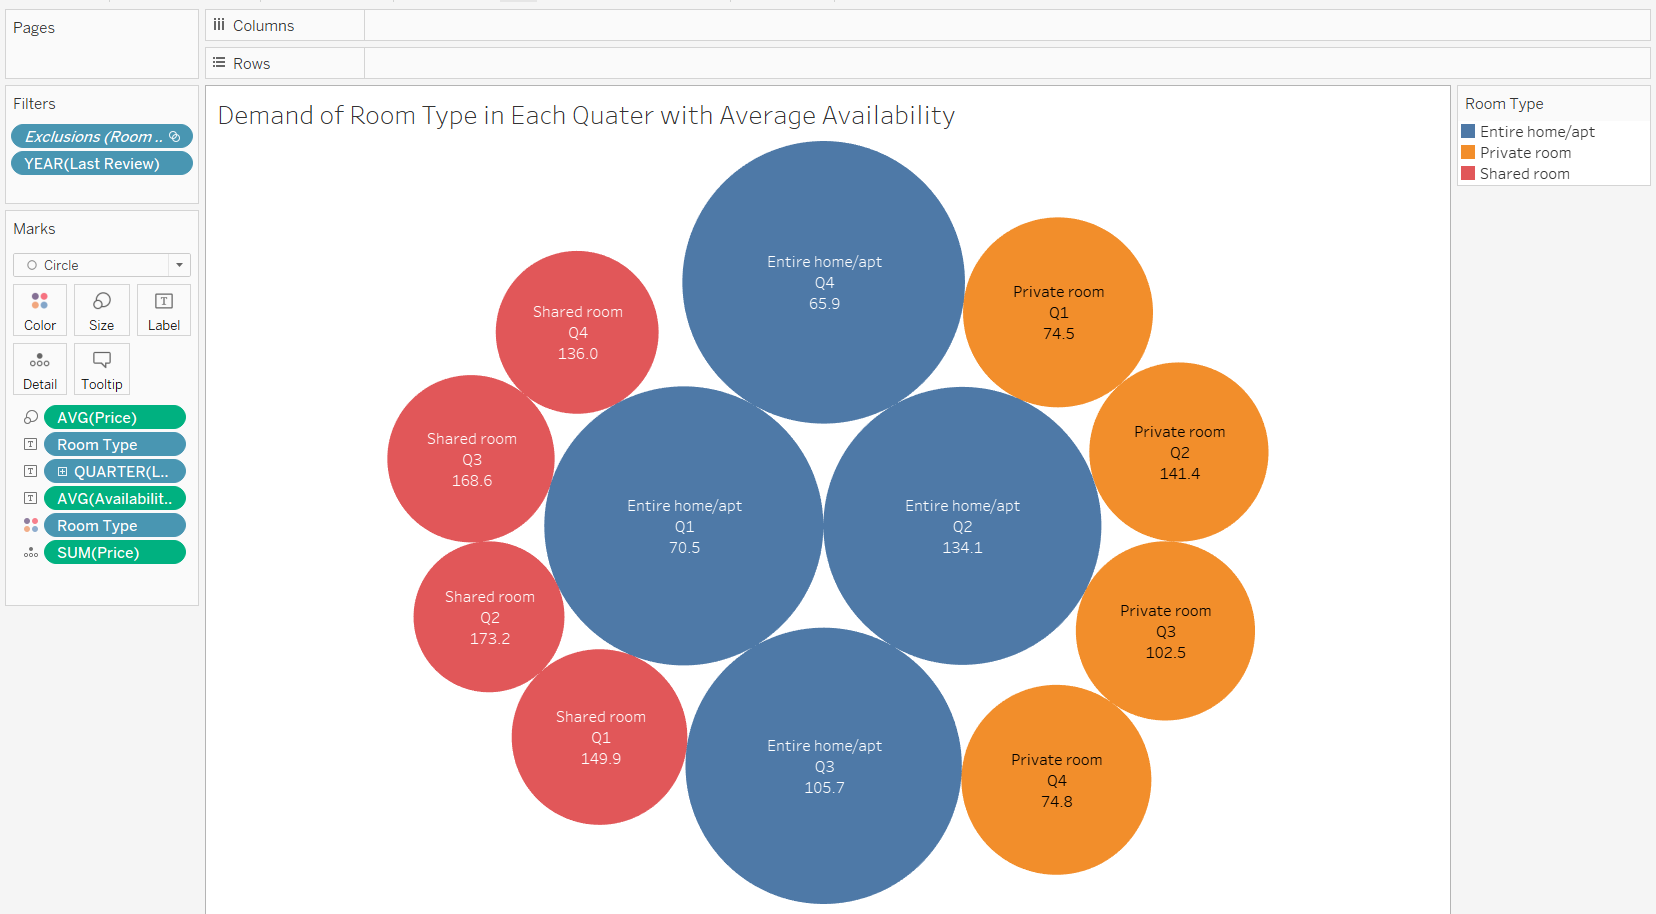 Pages
Columns
Rows
Filters
Exclusions (Room ..
YEAR(Last Review)
Marks
Circle
Color
Size
Label
Detail
Tooltip
AVG(Price)
Room Type
QUARTER(L..
AVG(Availabilit..
Room Type
SUM(Price)
Demand of Room Type in Each Quater with Average Availability
Entire home/apt
Q4
65.9
Private room
Q1
74.5
Shared room
Q4
136.0
Private room
Q2
141.4
Shared room
Q3
168.6
Entire home/apt
Q1
70.5
Entire home/apt
Q2
134.1
Shared room
Q2
173.2
Private room
Q3
102.5
Shared room
Q1
149.9
Entire home/apt
Q3
105.7
Private room
Q4
74.8
Room Type
Entire home/apt
Private room
Shared room